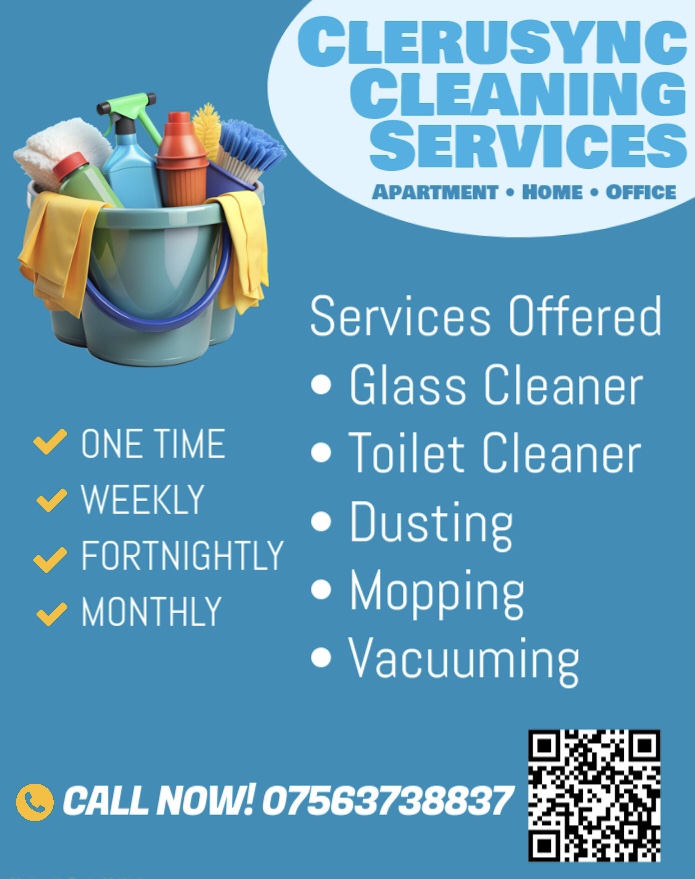 CLERUSYNC
CLEANING
SERVICES
APARTMENT • HOME • OFFICE
Services Offered
• Glass Cleaner
• Toilet Cleaner
• Dusting
• Mopping
• Vacuuming
ONE TIME
WEEKLY
FORTNIGHTLY
MONTHLY
CALL NOW! 07563738837